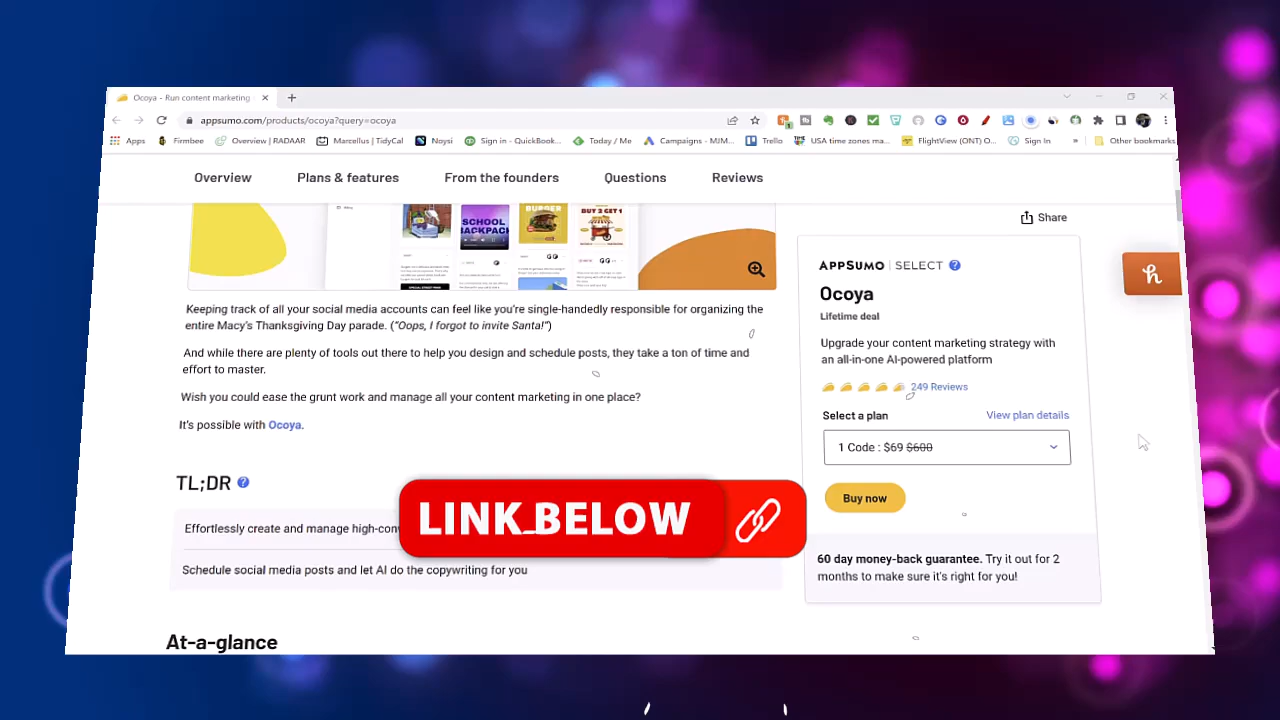 Ocoya - Run content marketing
appsumo.com/products/ocoya?query=ocoya
Apps Firmbee Overview | RADAAR Marcellus | TidyCal Noysi Sign in - QuickBook... Today / Me Campaigns - MJM... Trello USA time zones ma... FlightView (ONT) O... Sign In » Other bookmarks
Overview Plans & features From the founders Questions Reviews
Share
SCHOOL
BACKPACK
BURGER
BUY 2 GET 1
APPSUMO | SELECT ?
Ocoya
Lifetime deal
Upgrade your content marketing strategy with
an all-in-one AI-powered platform
249 Reviews
Select a plan View plan details
1 Code : $69 $600
Buy now
60 day money-back guarantee. Try it out for 2
months to make sure it's right for you!
Keeping track of all your social media accounts can feel like you're single-handedly responsible for organizing the
entire Macy's Thanksgiving Day parade. ("Oops, I forgot to invite Santa!")
And while there are plenty of tools out there to help you design and schedule posts, they take a ton of time and
effort to master.
Wish you could ease the grunt work and manage all your content marketing in one place?
It's possible with Ocoya.
TL;DR ?
Effortlessly create and manage high-con
Schedule social media posts and let AI do the copywriting for you
LINK BELOW
At-a-glance